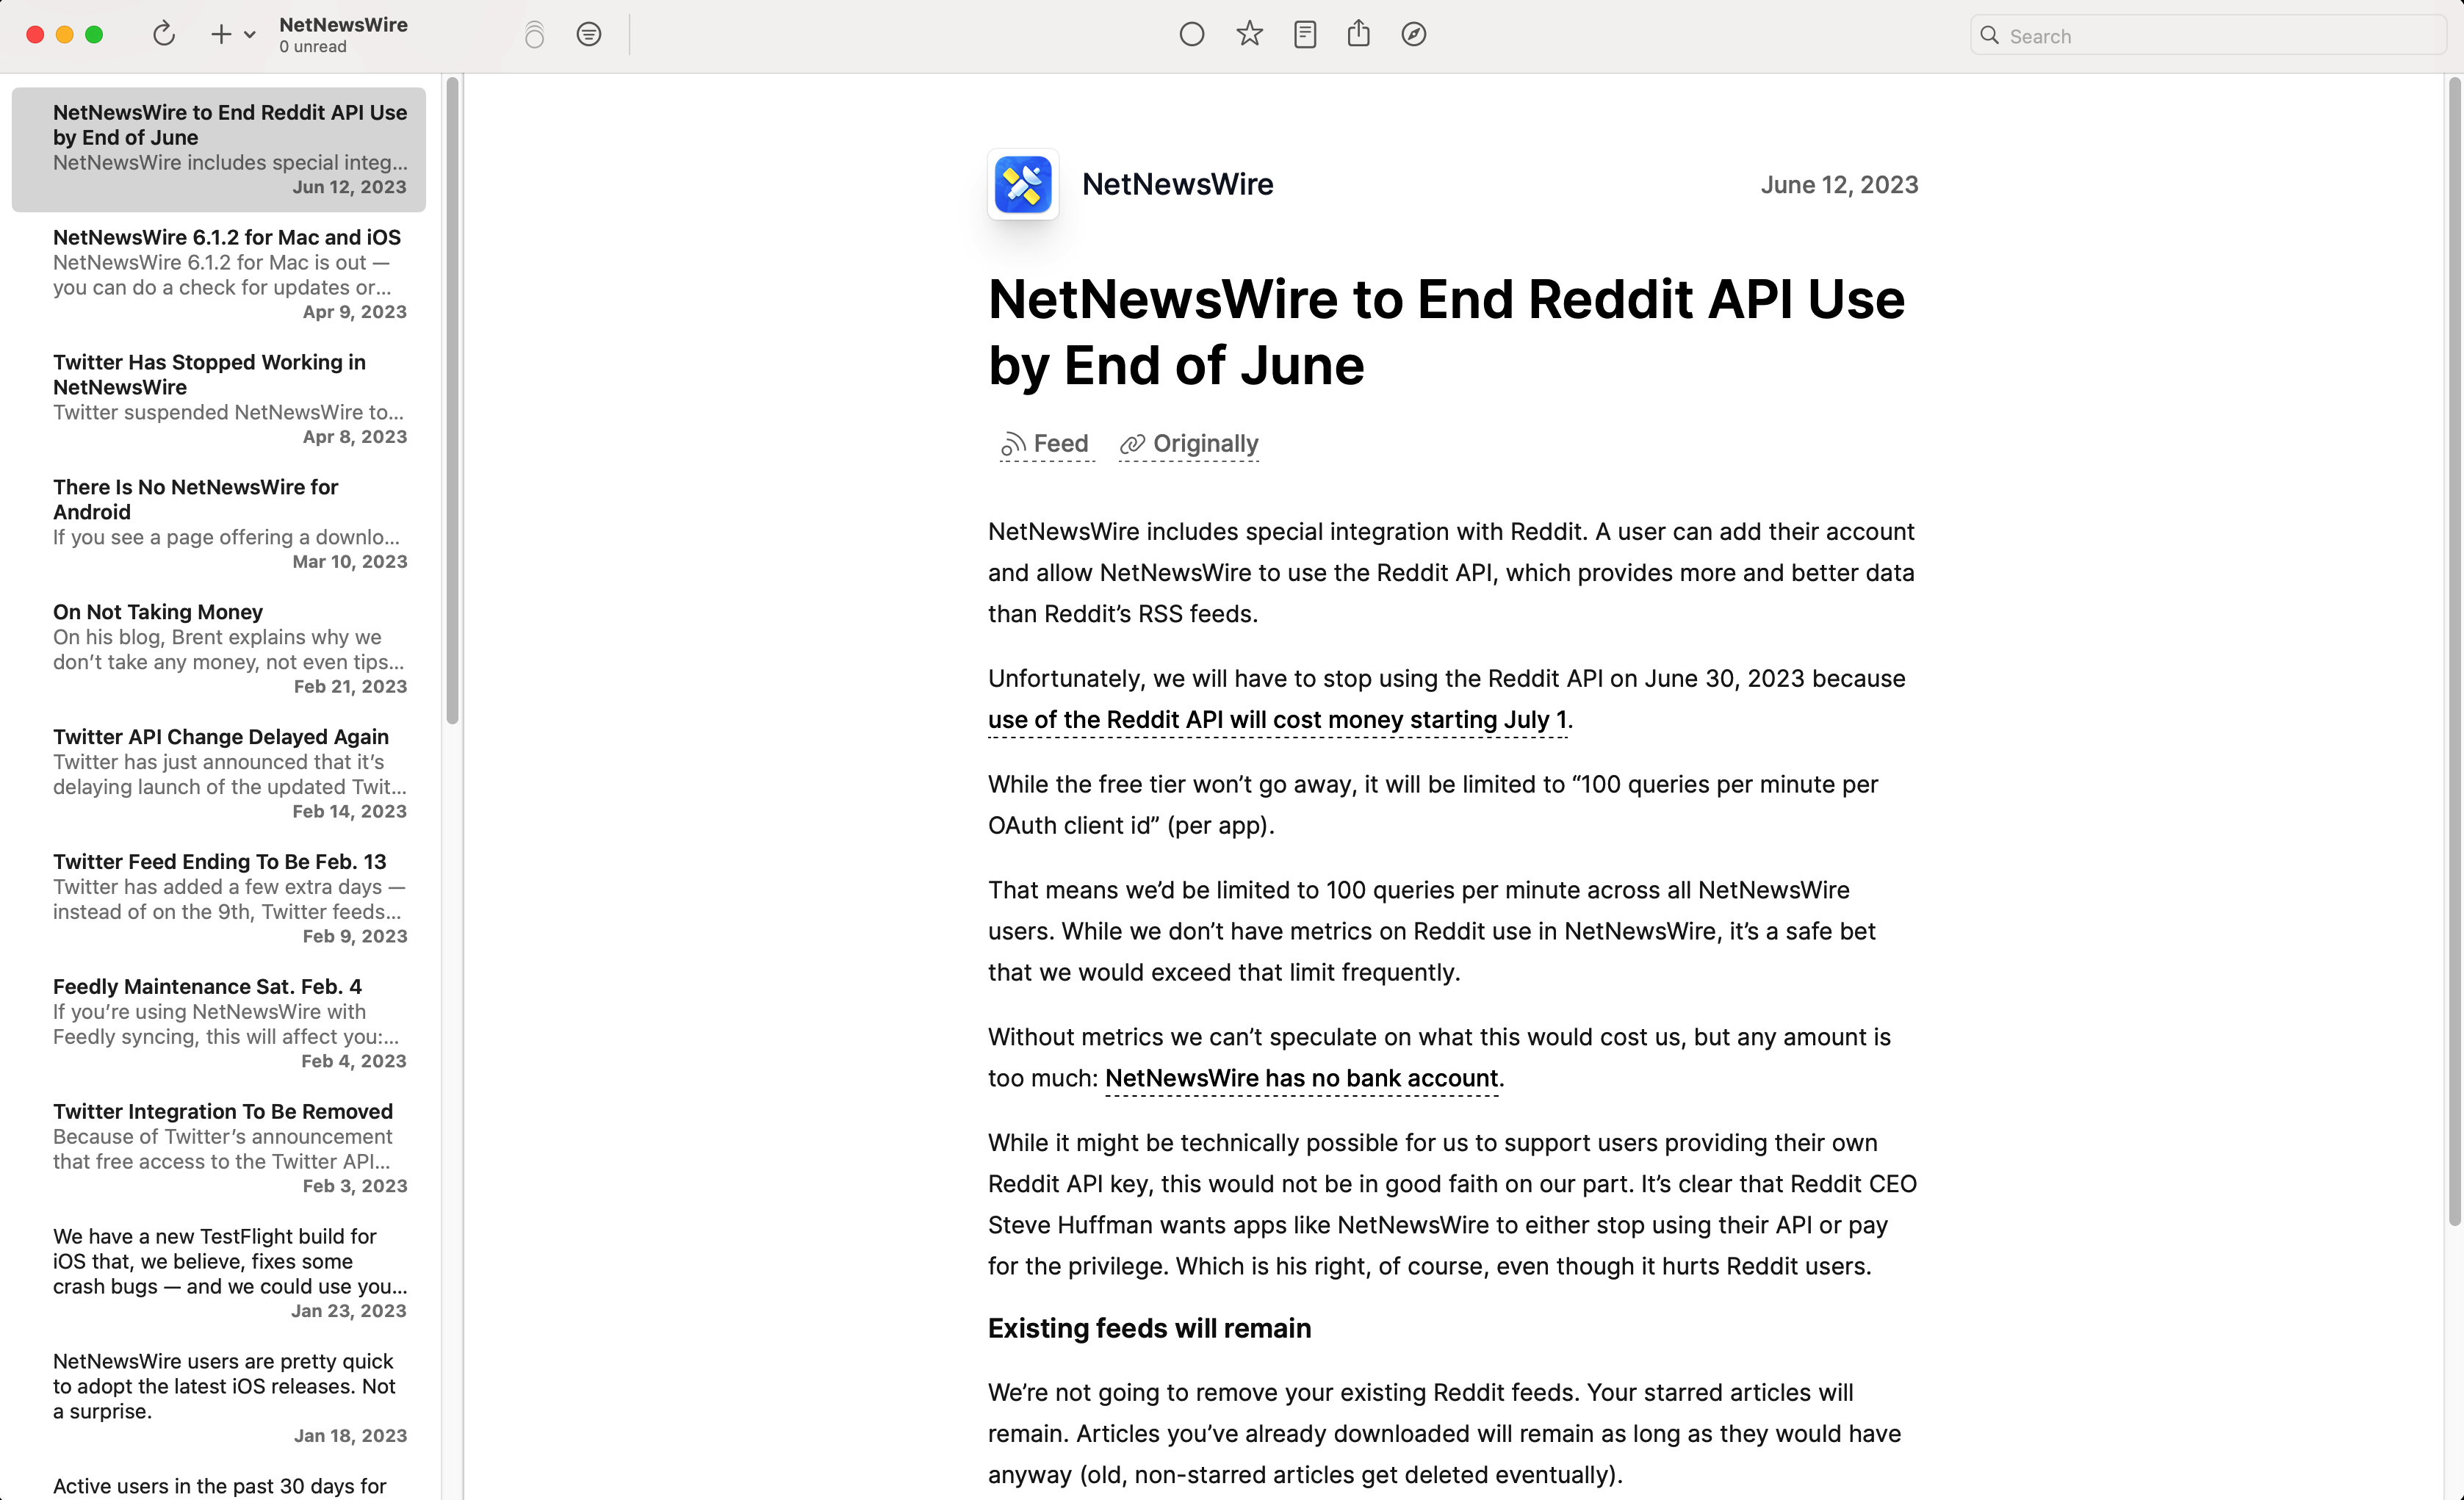 NetNewsWire
0 unread
Search
NetNewsWire to End Reddit API Use
by End of June
NetNewsWire includes special integ...
Jun 12, 2023
NetNewsWire 6.1.2 for Mac and iOS
NetNewsWire 6.1.2 for Mac is out —
you can do a check for updates or...
Apr 9, 2023
Twitter Has Stopped Working in
NetNewsWire
Twitter suspended NetNewsWire to...
Apr 8, 2023
There Is No NetNewsWire for
Android
If you see a page offering a downlo...
Mar 10, 2023
On Not Taking Money
On his blog, Brent explains why we
don’t take any money, not even tips...
Feb 21, 2023
Twitter API Change Delayed Again
Twitter has just announced that it’s
delaying launch of the updated Twit...
Feb 14, 2023
Twitter Feed Ending To Be Feb. 13
Twitter has added a few extra days —
instead of on the 9th, Twitter feeds...
Feb 9, 2023
Feedly Maintenance Sat. Feb. 4
If you’re using NetNewsWire with
Feedly syncing, this will affect you:...
Feb 4, 2023
Twitter Integration To Be Removed
Because of Twitter’s announcement
that free access to the Twitter API...
Feb 3, 2023
We have a new TestFlight build for
iOS that, we believe, fixes some
crash bugs — and we could use you...
Jan 23, 2023
NetNewsWire users are pretty quick
to adopt the latest iOS releases. Not
a surprise.
Jan 18, 2023
Active users in the past 30 days for
NetNewsWire
June 12, 2023
NetNewsWire to End Reddit API Use
by End of June
Feed Originally
NetNewsWire includes special integration with Reddit. A user can add their account
and allow NetNewsWire to use the Reddit API, which provides more and better data
than Reddit’s RSS feeds.
Unfortunately, we will have to stop using the Reddit API on June 30, 2023 because
use of the Reddit API will cost money starting July 1.
While the free tier won’t go away, it will be limited to “100 queries per minute per
OAuth client id” (per app).
That means we’d be limited to 100 queries per minute across all NetNewsWire
users. While we don’t have metrics on Reddit use in NetNewsWire, it’s a safe bet
that we would exceed that limit frequently.
Without metrics we can’t speculate on what this would cost us, but any amount is
too much: NetNewsWire has no bank account.
While it might be technically possible for us to support users providing their own
Reddit API key, this would not be in good faith on our part. It’s clear that Reddit CEO
Steve Huffman wants apps like NetNewsWire to either stop using their API or pay
for the privilege. Which is his right, of course, even though it hurts Reddit users.
Existing feeds will remain
We’re not going to remove your existing Reddit feeds. Your starred articles will
remain. Articles you’ve already downloaded will remain as long as they would have
anyway (old, non-starred articles get deleted eventually).